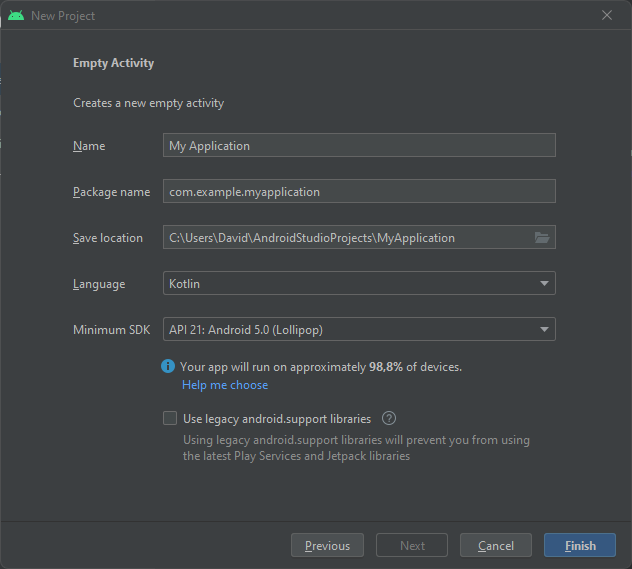 New Project
Empty Activity
Creates a new empty activity
Name My Application
Package name com.example.myapplication
Save location C:\Users\David\AndroidStudioProjects\MyApplication
Language Kotlin
Minimum SDK API 21: Android 5.0 (Lollipop)
Your app will run on approximately 98,8% of devices.
Help me choose
Use legacy android.support libraries ?
Using legacy android.support libraries will prevent you from using
the latest Play Services and Jetpack libraries
Previous Next Cancel Finish